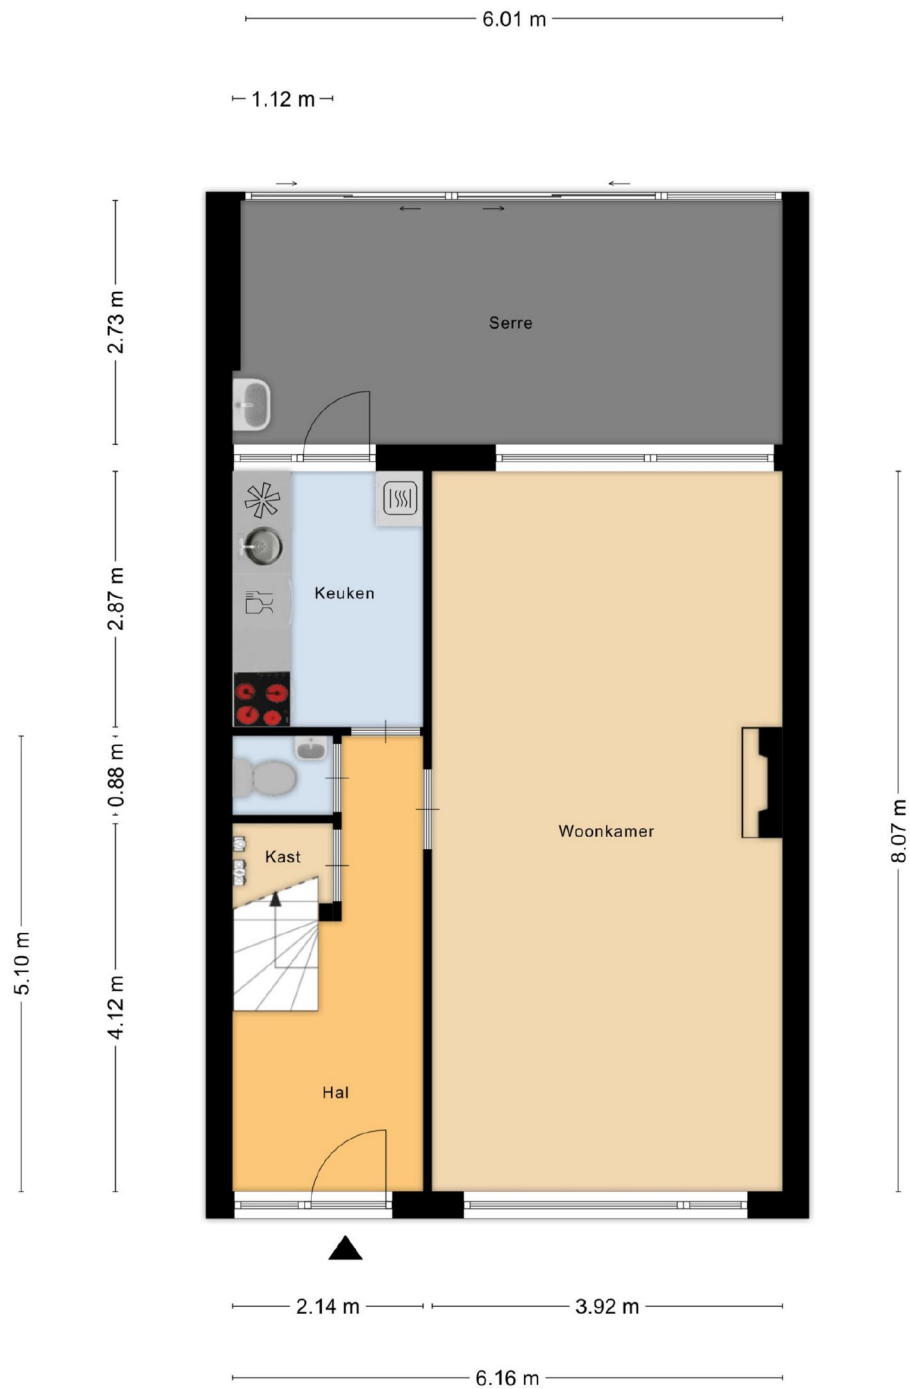 6.01 m
1.12 m
2.73 m
Serre
2.87 m
Keuken
0.88 m
Woonkamer
8.07 m
Kast
5.10 m
4.12 m
Hal
2.14 m
3.92 m
6.16 m